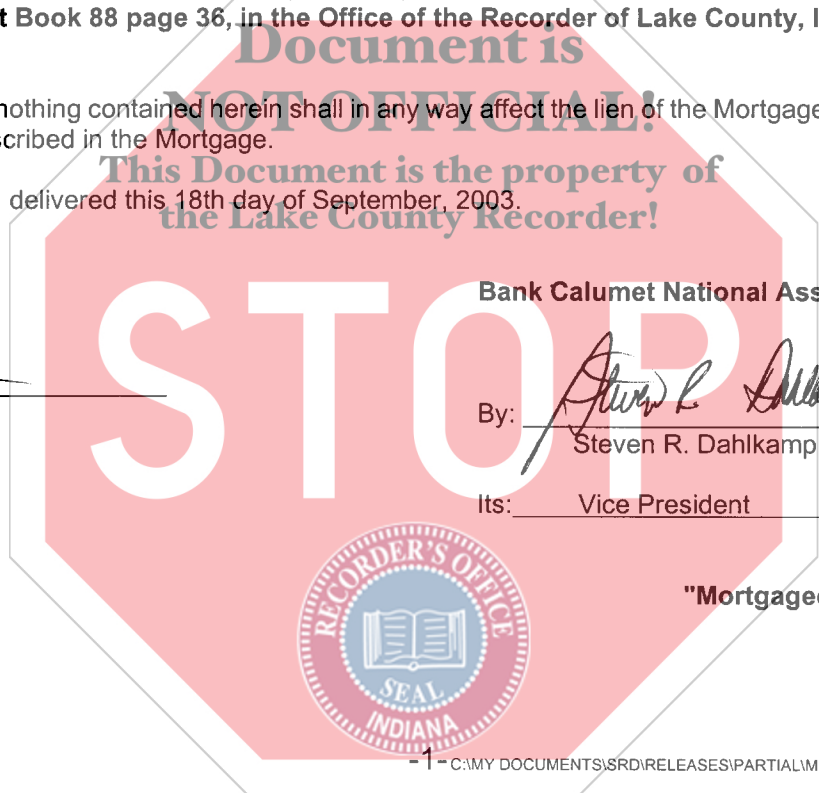 t Book 88 page 36, in the Office of the Recorder of Lake County, I
Document is
nothing contained herein shall in any way affect the lien of the Mortgage
NOT OFFICIAL!
scribed in the Mortgage.
This Document is the property of
delivered this 18th day of September, 2003.
the Lake County Recorder!
Bank Calumet National Ass
STOP
By:
Steven R. Dahlkamp
Its: Vice President
RECORDER'S OFFICE
SEAL
INDIANA
"Mortgagee
-1- C:\MY DOCUMENTS\SRD\RELEASES\PARTIAL\M